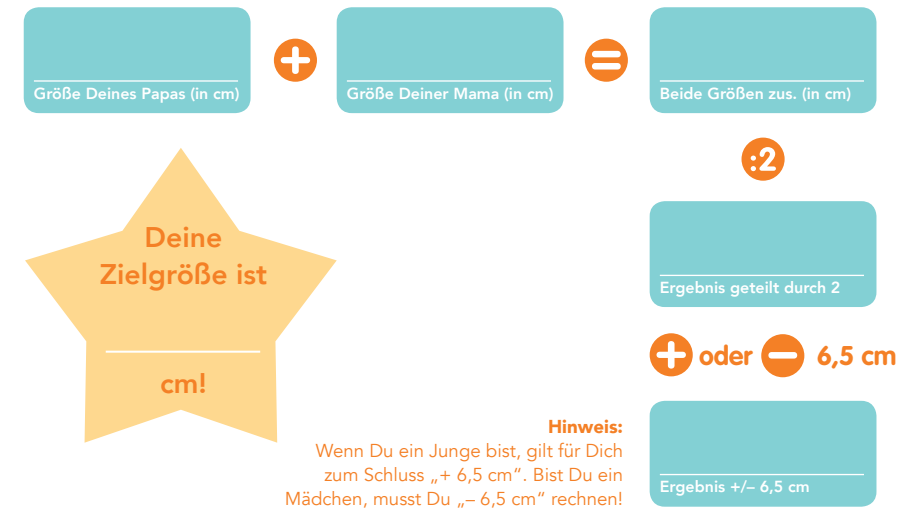 Größe Deines Papas (in cm)
+
Größe Deiner Mama (in cm)
=
Beide Größen zus. (in cm)
:2
Ergebnis geteilt durch 2
+ oder – 6,5 cm
Ergebnis +/– 6,5 cm
Deine
Zielgröße ist
cm!
Hinweis:
Wenn Du ein Junge bist, gilt für Dich
zum Schluss „+ 6,5 cm“. Bist Du ein
Mädchen, musst Du „– 6,5 cm“ rechnen!